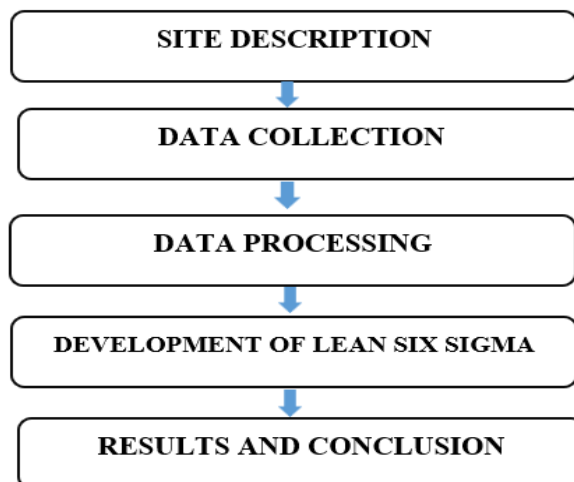 SITE DESCRIPTION
DATA COLLECTION
DATA PROCESSING
DEVELOPMENT OF LEAN SIX SIGMA
RESULTS AND CONCLUSION